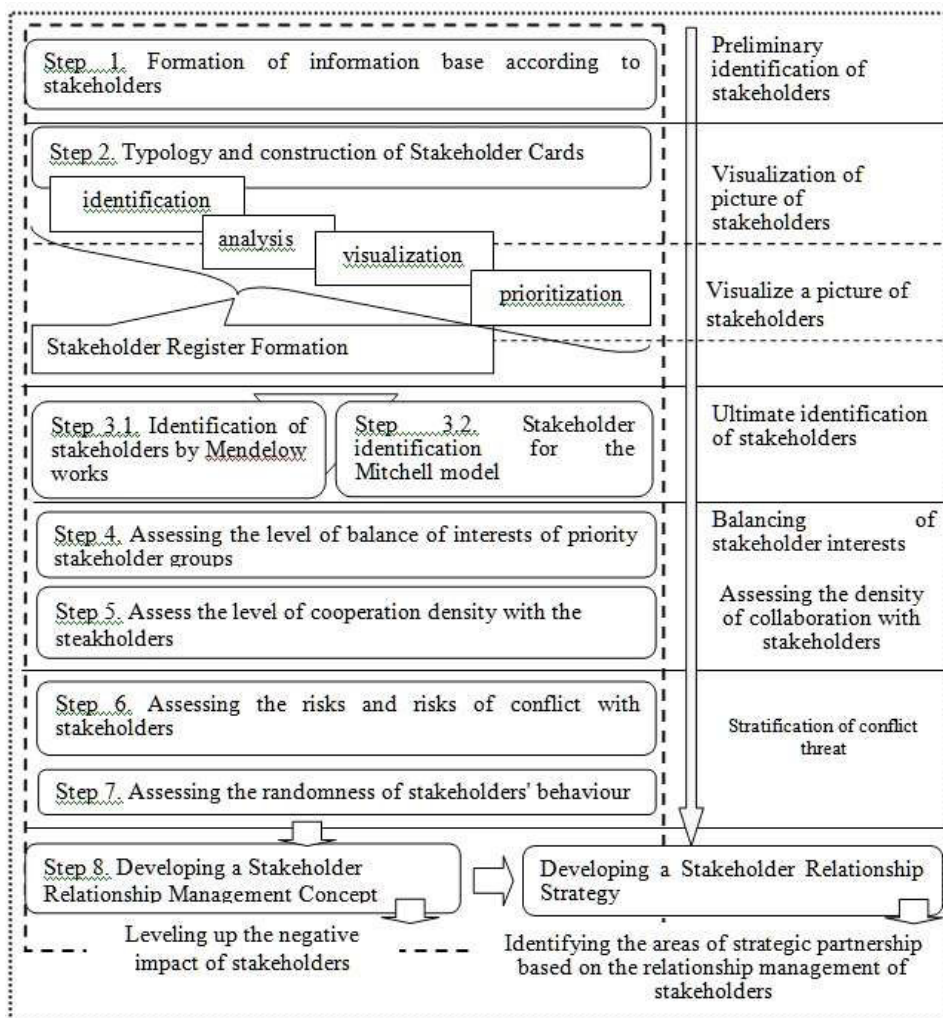 Step 1. Formation of information base according to
stakeholders
Preliminary
identification of
stakeholders
Step 2. Typology and construction of Stakeholder Cards
identification
analysis
visualization
prioritization
Visualization of
picture of
stakeholders
Visualize a picture of
stakeholders
Stakeholder Register Formation
Step 3.1. Identification of
stakeholders by Mendelow
works
Step 3.2. Stakeholder
identification for the
Mitchell model
Ultimate identification
of stakeholders
Step 4. Assessing the level of balance of interests of priority
stakeholder groups
Balancing of
stakeholder interests
Step 5. Assess the level of cooperation density with the
steakholders
Assessing the density
of collaboration with
stakeholders
Step 6. Assessing the risks and risks of conflict with
stakeholders
Stratification of conflict
threat
Step 7. Assessing the randomness of stakeholders' behaviour
Step 8. Developing a Stakeholder
Relationship Management Concept
Developing a Stakeholder Relationship
Strategy
Leveling up the negative
impact of stakeholders
Identifying the areas of strategic partnership
based on the relationship management of
stakeholders